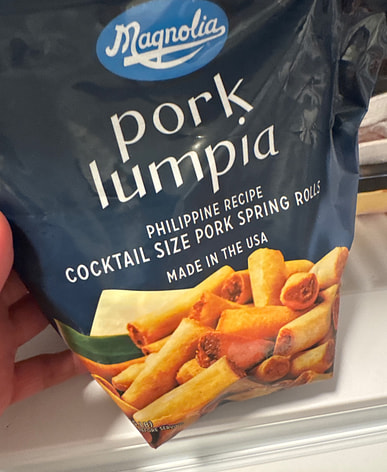 Magnolia
pork
lumpia
PHILIPPINE RECIPE
COCKTAIL SIZE PORK SPRING ROLLS
MADE IN THE USA